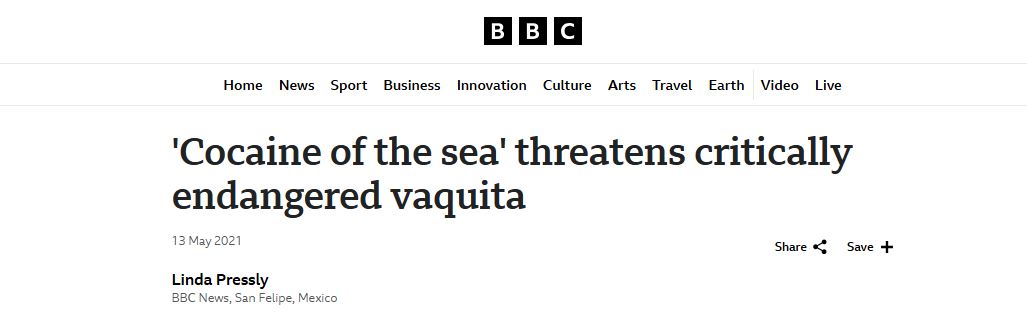 BBC
Home News Sport Business Innovation Culture Arts Travel Earth Video Live
'Cocaine of the sea' threatens critically
endangered vaquita
13 May 2021
Share Save
Linda Pressly
BBC News, San Felipe, Mexico